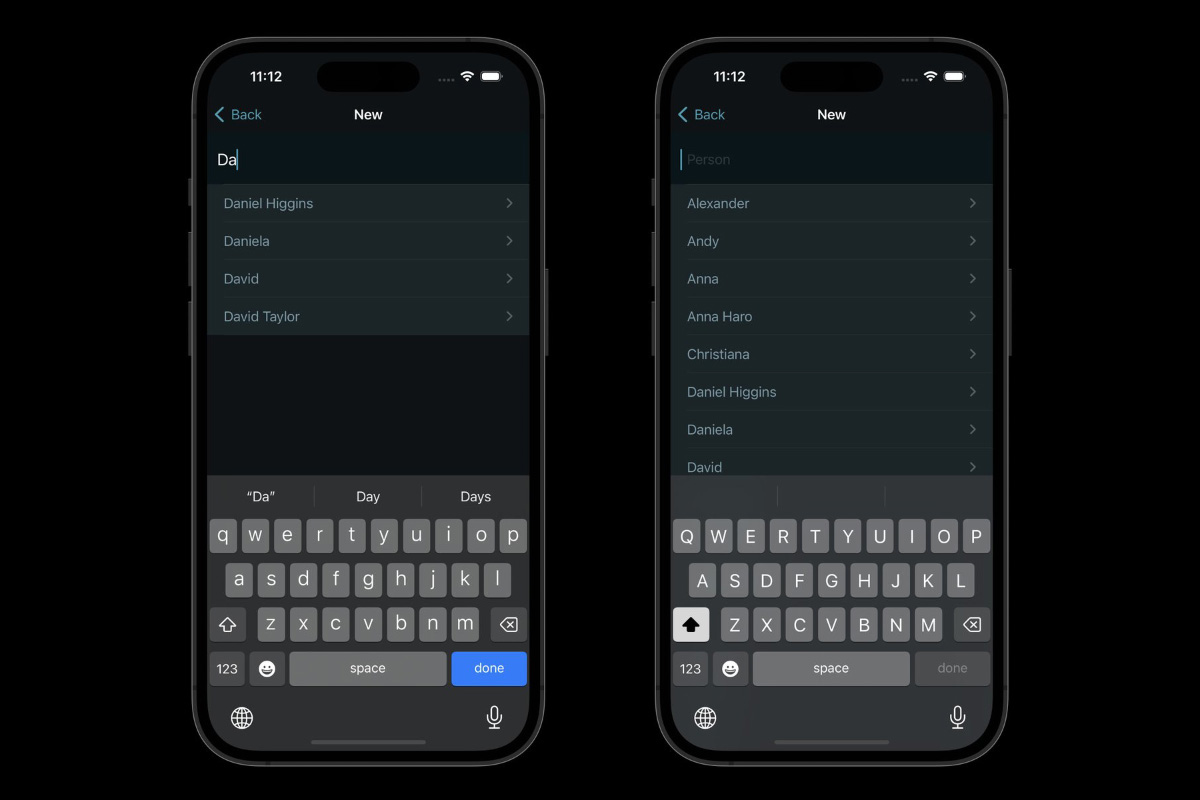 11:12
Back
New
Da
Daniel Higgins
Daniela
David
David Taylor
“Da” Day Days
q w e r t y u i o p
a s d f g h j k l
z x c v b n m
123 space done
11:12
Back
New
Person
Alexander
Andy
Anna
Anna Haro
Christiana
Daniel Higgins
Daniela
David
Q W E R T Y U I O P
A S D F G H J K L
Z X C V B N M
123 space done